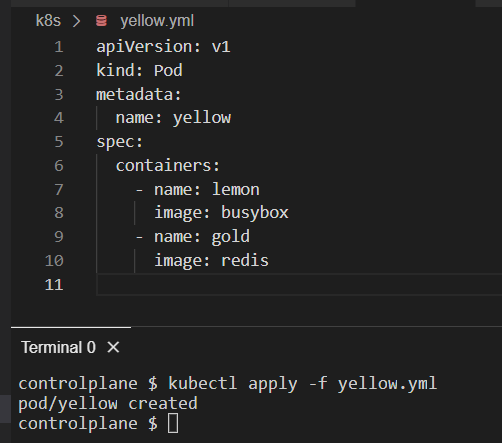 k8s > yellow.yml
1 apiVersion: v1
2 kind: Pod
3 metadata:
4   name: yellow
5 spec:
6   containers:
7     - name: lemon
8       image: busybox
9     - name: gold
10       image: redis
11
Terminal 0 ×
controlplane $ kubectl apply -f yellow.yml
pod/yellow created
controlplane $